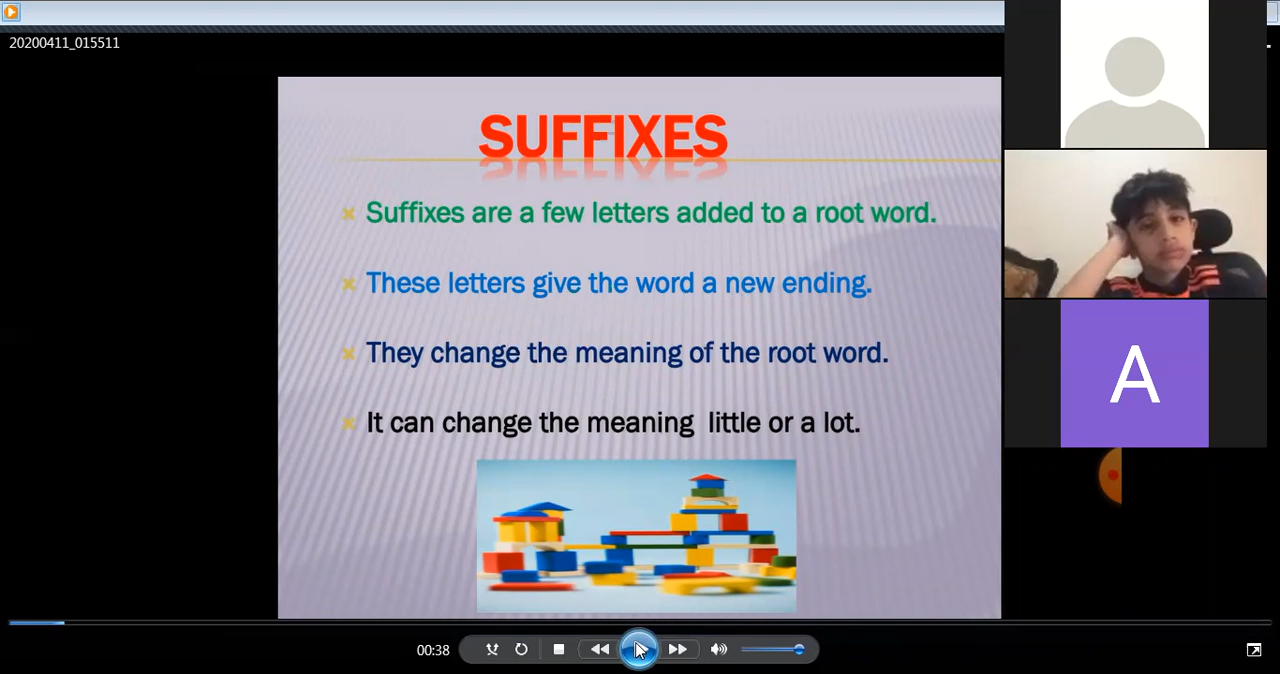 20200411_015511
SUFFIXES
Suffixes are a few letters added to a root word.
These letters give the word a new ending.
They change the meaning of the root word.
It can change the meaning  little or a lot.
A
00:38